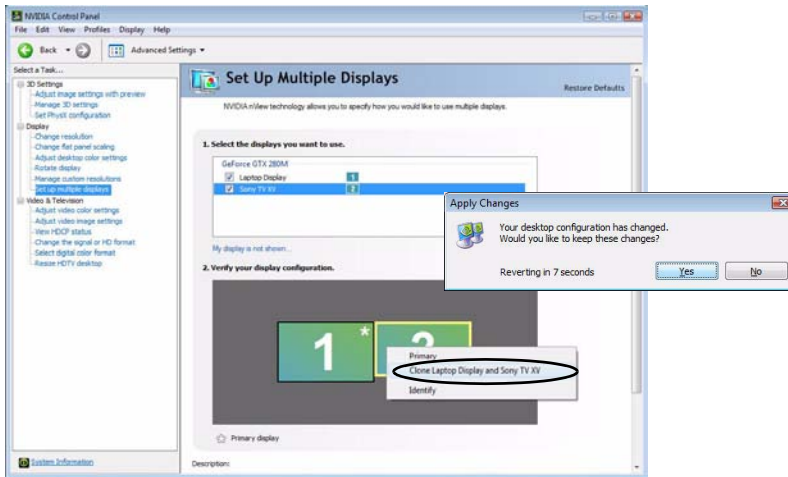 NVIDIA Control Panel
File Edit View Profiles Display Help
Back Advanced Settings
Select a Task...
3D Settings
Adjust image settings with preview
Manage 3D settings
Set PhysX configuration
Display
Change resolution
Change flat panel scaling
Adjust desktop color settings
Rotate display
Manage custom resolutions
Set up multiple displays
Video & Television
Adjust video color settings
Adjust video image settings
View HDCP status
Change the signal or HD format
Select digital color format
Resize HDTV desktop
System Information
Set Up Multiple Displays
Restore Defaults
NVIDIA nView technology allows you to specify how you would like to use multiple displays.
1. Select the displays you want to use.
GeForce GTX 280M
Laptop Display 1
Sony TV XV 2
My display is not shown...
2. Verify your display configuration.
1 * 2
Primary
Clone Laptop Display and Sony TV XV
Identify
Primary display
Description:
Apply Changes
Your desktop configuration has changed.
Would you like to keep these changes?
Reverting in 7 seconds
Yes No